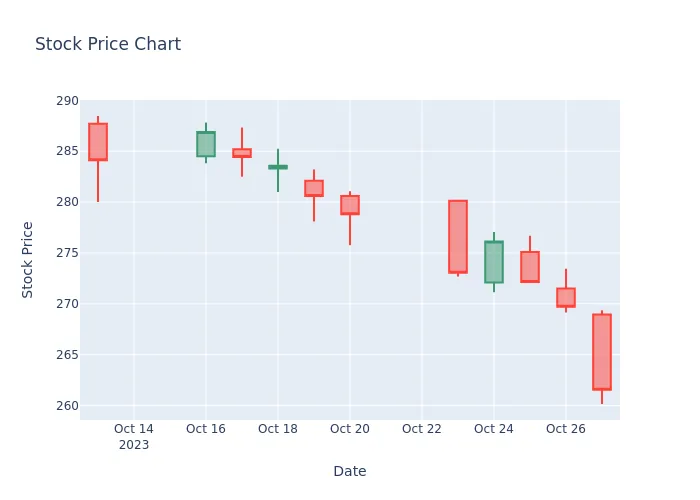 Stock Price Chart
290
285
280
275
270
265
260
Stock Price
Oct 14
2023
Oct 16
Oct 18
Oct 20
Oct 22
Oct 24
Oct 26
Date